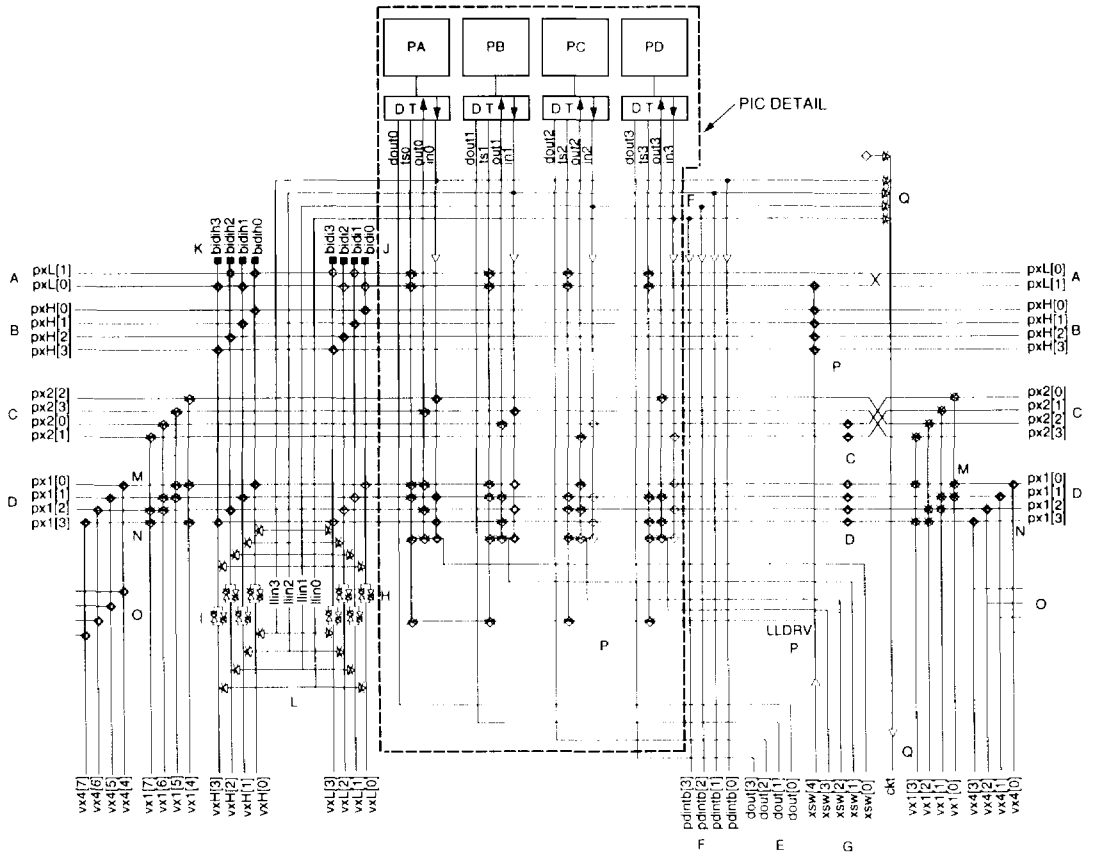 PA PB PC PD
D T D T D T D T
PIC DETAIL
dout0 ts0 out0 in0 dout1 ts1 out1 in1 dout2 ts2 out2 in2 dout3 ts3 out3 in3
F Q
K bidih3 bidih2 bidih1 bidih0 bidi3 bidi2 bidi1 bidi0 J
A pxL[1] pxL[0] A
pxL[0] pxL[1]
B pxH[0] pxH[0] B
pxH[1] pxH[1]
pxH[2] pxH[2]
pxH[3] pxH[3]
P
C px2[2] px2[0] C
px2[3] px2[1]
px2[0] px2[2]
px2[1] px2[3]
C
M M
D px1[0] px1[0] D
px1[1] px1[1]
px1[2] px1[2]
px1[3] px1[3]
N D N
llin3 llin2 llin1 llin0 H
O O
LLDRV
P P
L
Q
vx4[7] vx4[6] vx4[5] vx4[4] vx1[7] vx1[6] vx1[5] vx1[4] vxH[3] vxH[2] vxH[1] vxH[0] vxL[3] vxL[2] vxL[1] vxL[0] pdintb[3] pdintb[2] pdintb[1] pdintb[0] dout[3] dout[2] dout[1] dout[0] xsw[4] xsw[3] xsw[2] xsw[1] xsw[0] ckt vx1[3] vx1[2] vx1[1] vx1[0] vx4[3] vx4[2] vx4[1] vx4[0]
F E G